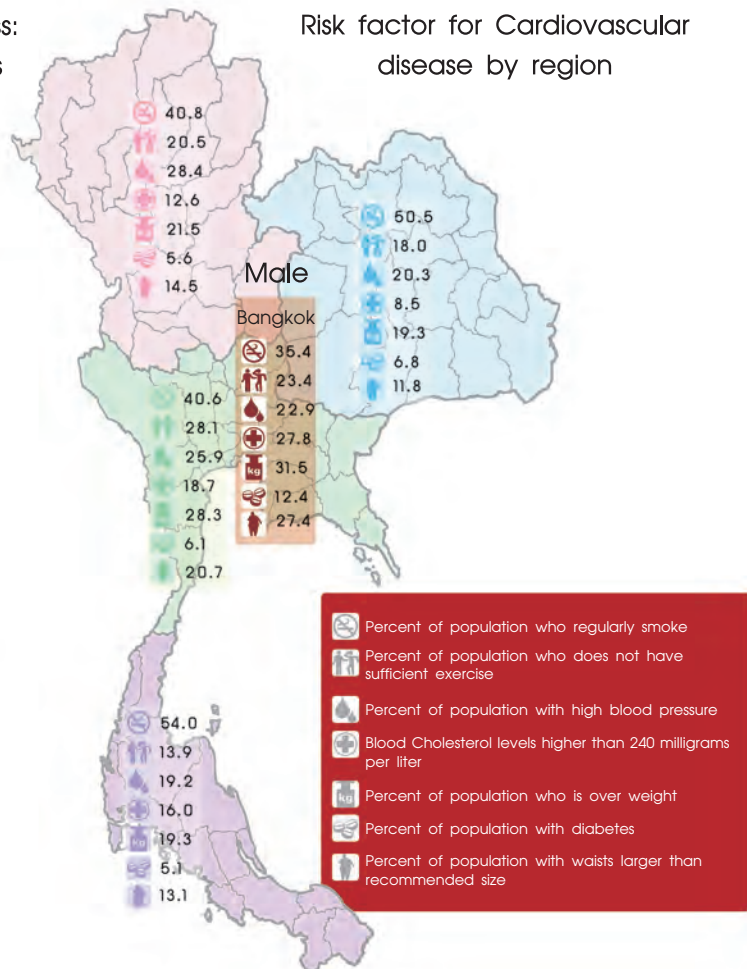 s:
s
Risk factor for Cardiovascular
disease by region
40.8
20.5
28.4
12.6
21.5
5.6
14.5
50.5
18.0
20.3
8.5
19.3
6.8
11.8
Male
Bangkok
35.4
23.4
22.9
27.8
kg 31.5
12.4
27.4
40.6
28.1
25.9
18.7
28.3
6.1
20.7
54.0
13.9
19.2
16.0
kg 19.3
5.1
13.1
Percent of population who regularly smoke
Percent of population who does not have
sufficient exercise
Percent of population with high blood pressure
Blood Cholesterol levels higher than 240 milligrams
per liter
kg Percent of population who is over weight
Percent of population with diabetes
Percent of population with waists larger than
recommended size